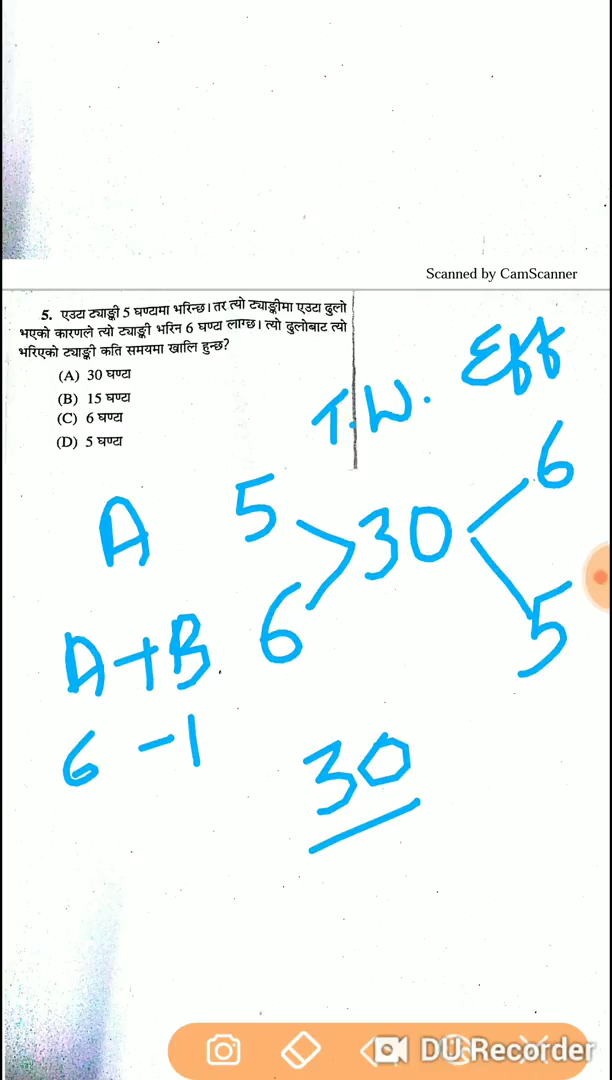 Scanned by CamScanner
5. एउटा ट्याङ्की 5 घण्टामा भरिन्छ। तर त्यो ट्याङ्कीमा एउटा ढुलो
भएको कारणले त्यो ट्याङ्की भरिन 6 घण्टा लाग्छ। त्यो ढुलोबाट त्यो
भरिएको ट्याङ्की कति समयमा खालि हुन्छ?
(A) 30 घण्टा
(B) 15 घण्टा
(C) 6 घण्टा
(D) 5 घण्टा
T.W. Eff
A 5 30 6
A+B 6 5
6 -1
30
DU Recorder